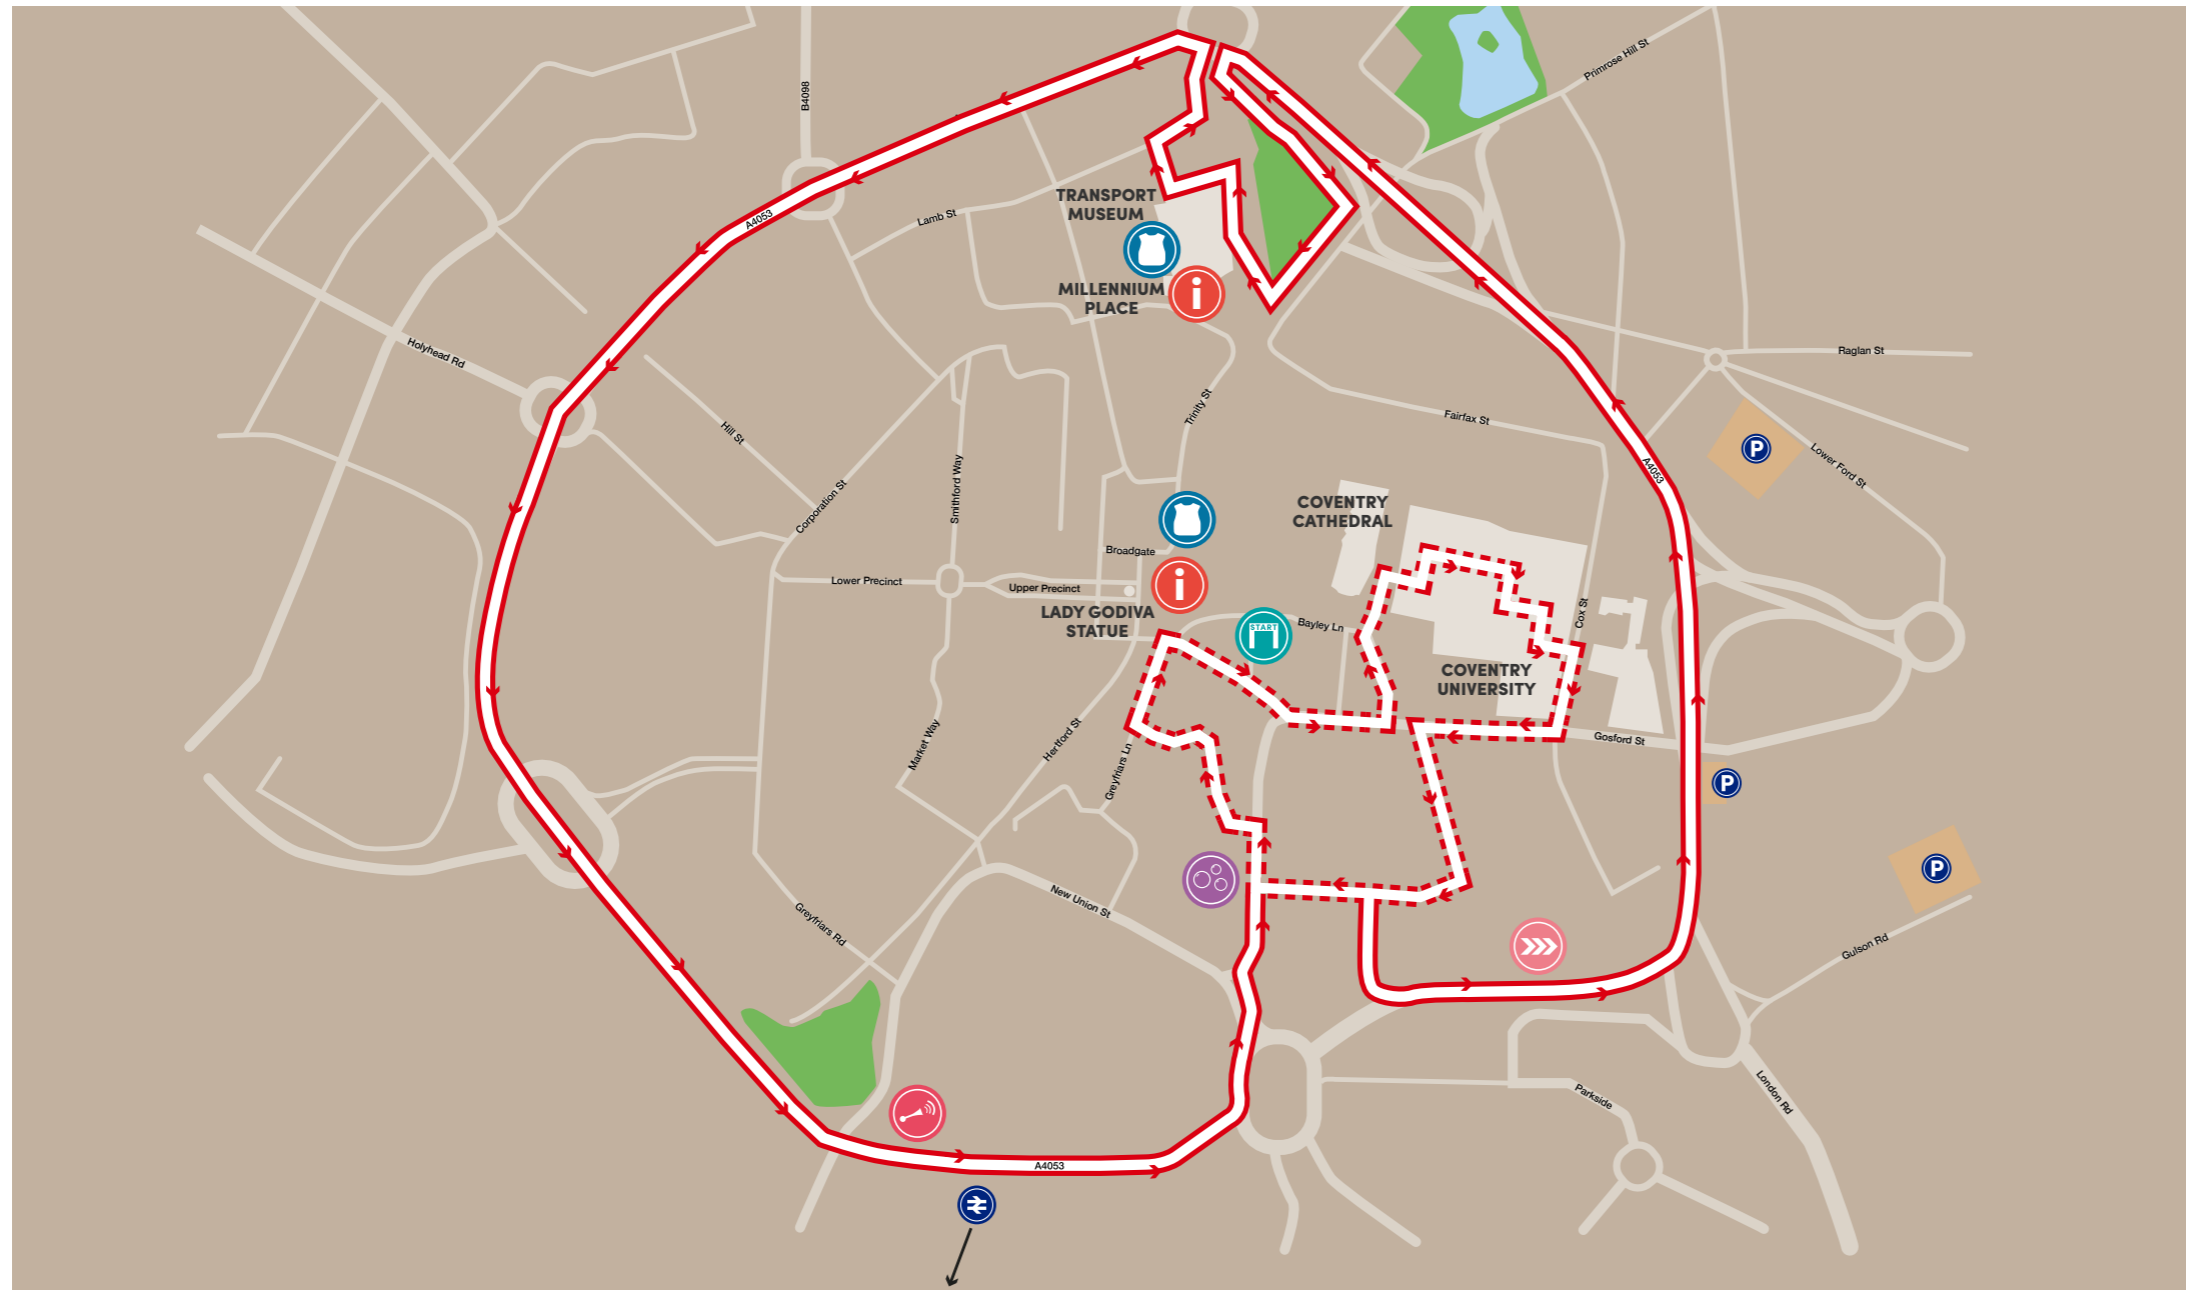 Primrose Hill St
B4098
TRANSPORT
MUSEUM
A4053
Lamb St
MILLENNIUM
PLACE
i
Holyhead Rd
Raglan St
Trinity St
Fairfax St
Hill St
P
Lower Ford St
A4053
Smithford Way
Corporation St
COVENTRY
CATHEDRAL
Broadgate
Lower Precinct
Upper Precinct
i
LADY GODIVA
STATUE
START
Bayley Ln
Cox St
COVENTRY
UNIVERSITY
Market Way
Hertford St
Greyfriars Ln
Gosford St
P
P
New Union St
Greyfriars Rd
Gulson Rd
Parkside
London Rd
A4053